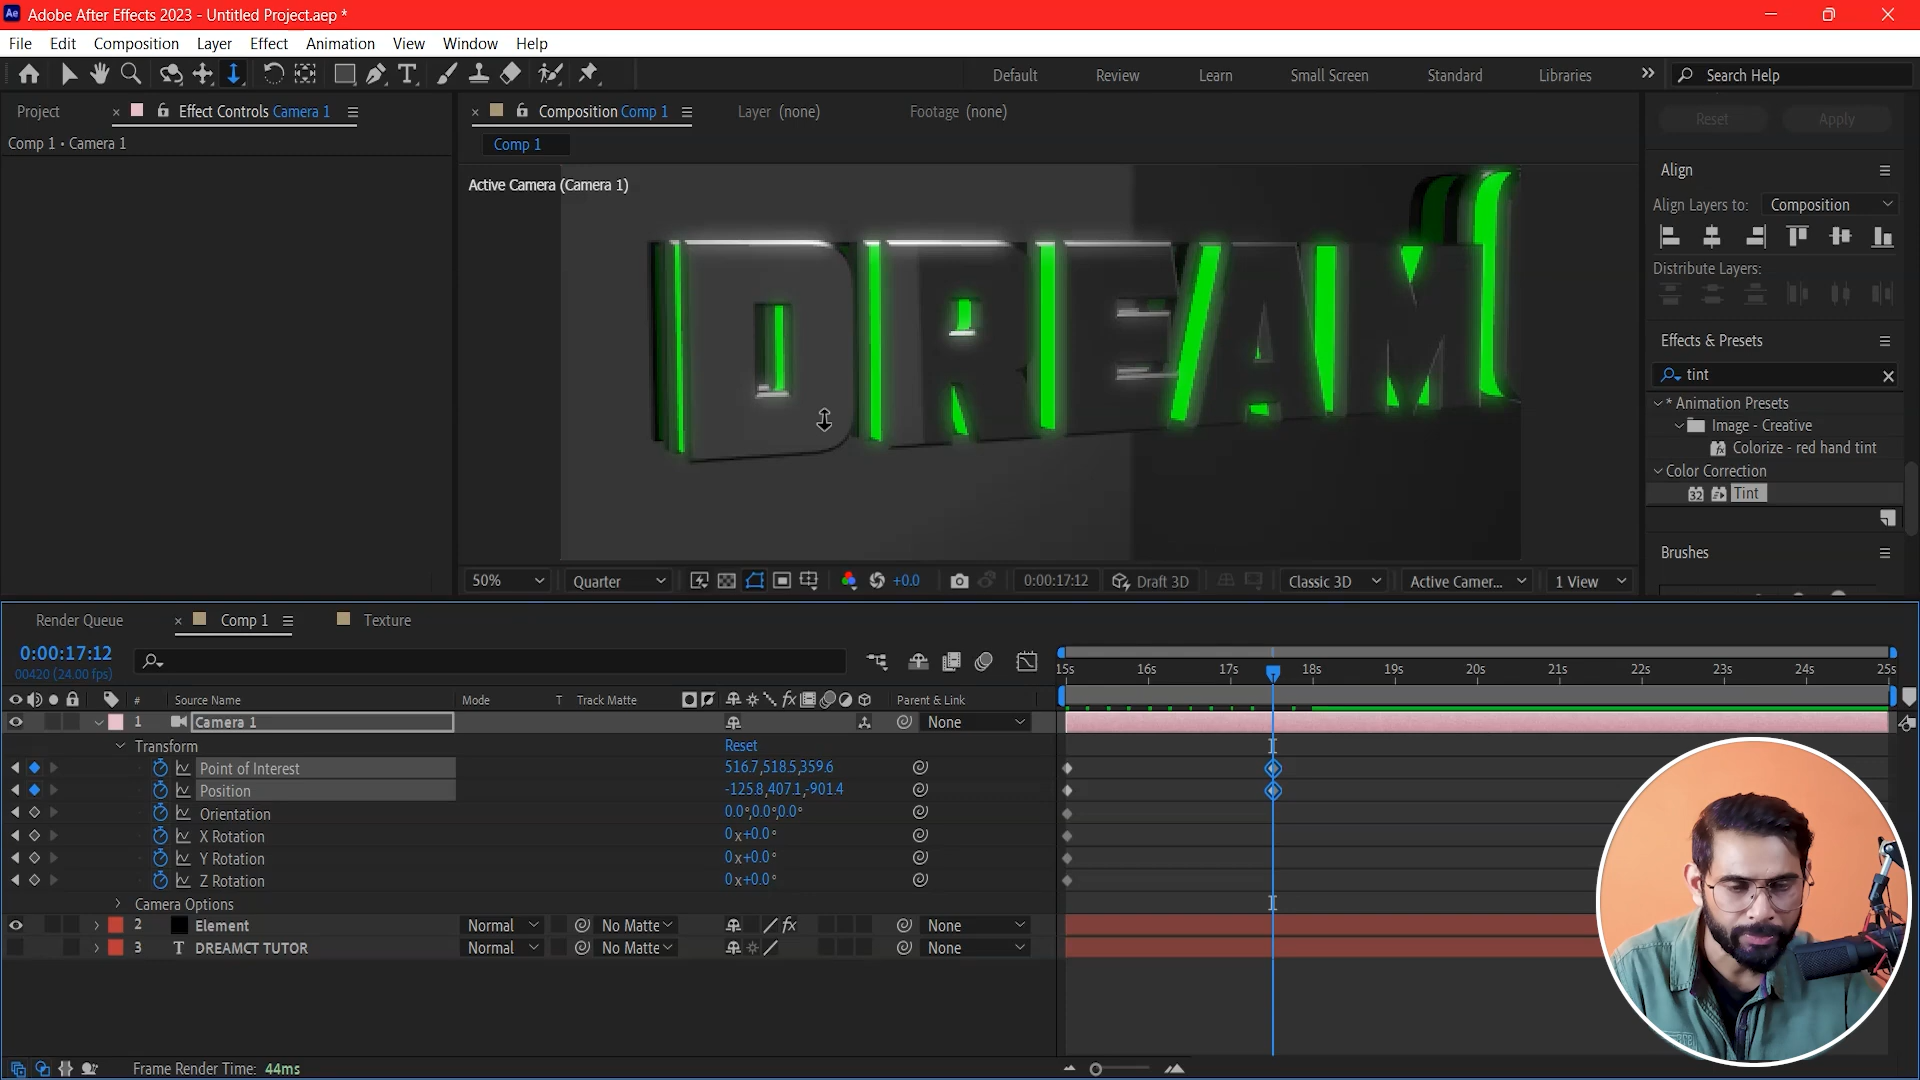 Ae Adobe After Effects 2023 - Untitled Project.aep *
File Edit Composition Layer Effect Animation View Window Help
Default Review Learn Small Screen Standard Libraries Search Help
Project Effect Controls Camera 1 Composition Comp 1 Layer (none) Footage (none)
Reset Apply
Comp 1 • Camera 1
Comp 1
Active Camera (Camera 1)
DREAM
Align
Align Layers to: Composition
Distribute Layers:
Effects & Presets
tint
* Animation Presets
Image - Creative
Colorize - red hand tint
Color Correction
32 Tint
Brushes
50% Quarter +0.0 0:00:17:12 Draft 3D Classic 3D Active Camer... 1 View
Render Queue Comp 1 Texture
0:00:17:12
00420 (24.00 fps)
15s 16s 17s 18s 19s 20s 21s 22s 23s 24s 25s
# Source Name Mode T Track Matte fx Parent & Link
1 Camera 1 None
Transform Reset
Point of Interest 516.7,518.5,359.6
Position -125.8,407.1,-901.4
Orientation 0.0°,0.0°,0.0°
X Rotation 0x+0.0°
Y Rotation 0x+0.0°
Z Rotation 0x+0.0°
Camera Options
2 Element Normal No Matte fx None
3 T DREAMCT TUTOR Normal No Matte None
Frame Render Time: 44ms